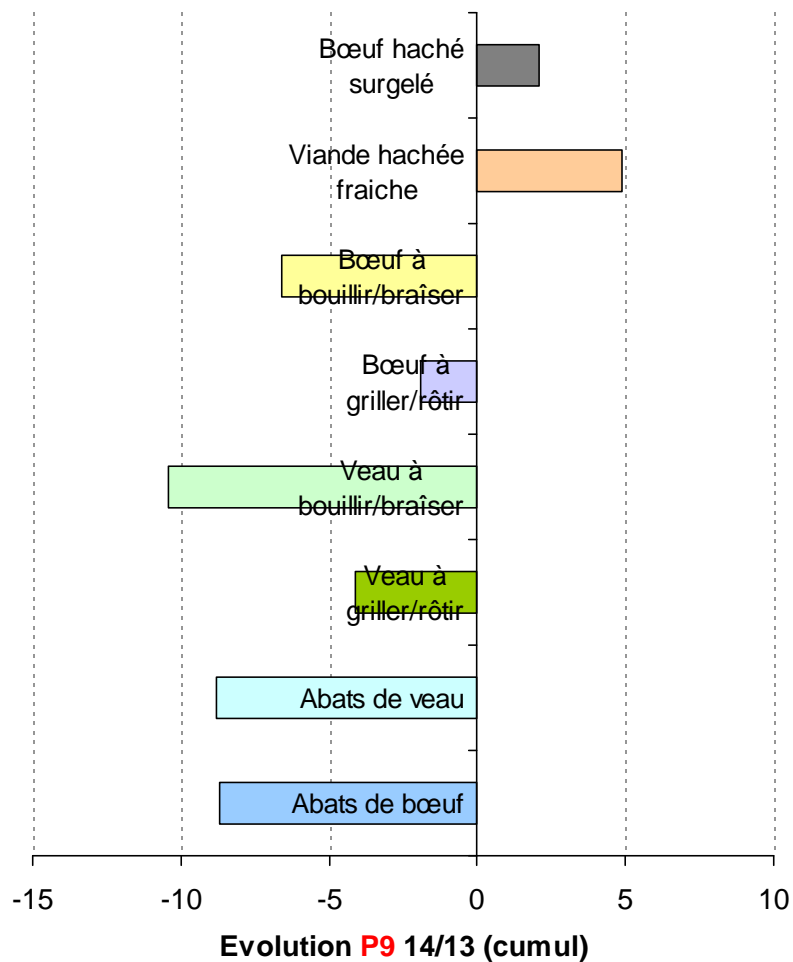 Bœuf haché
surgelé
Viande hachée
fraiche
Bœuf à
bouillir/braîser
Bœuf à
griller/rôtir
Veau à
bouillir/braîser
Veau à
griller/rôtir
Abats de veau
Abats de bœuf
-15 -10 -5 0 5 10
Evolution P9 14/13 (cumul)